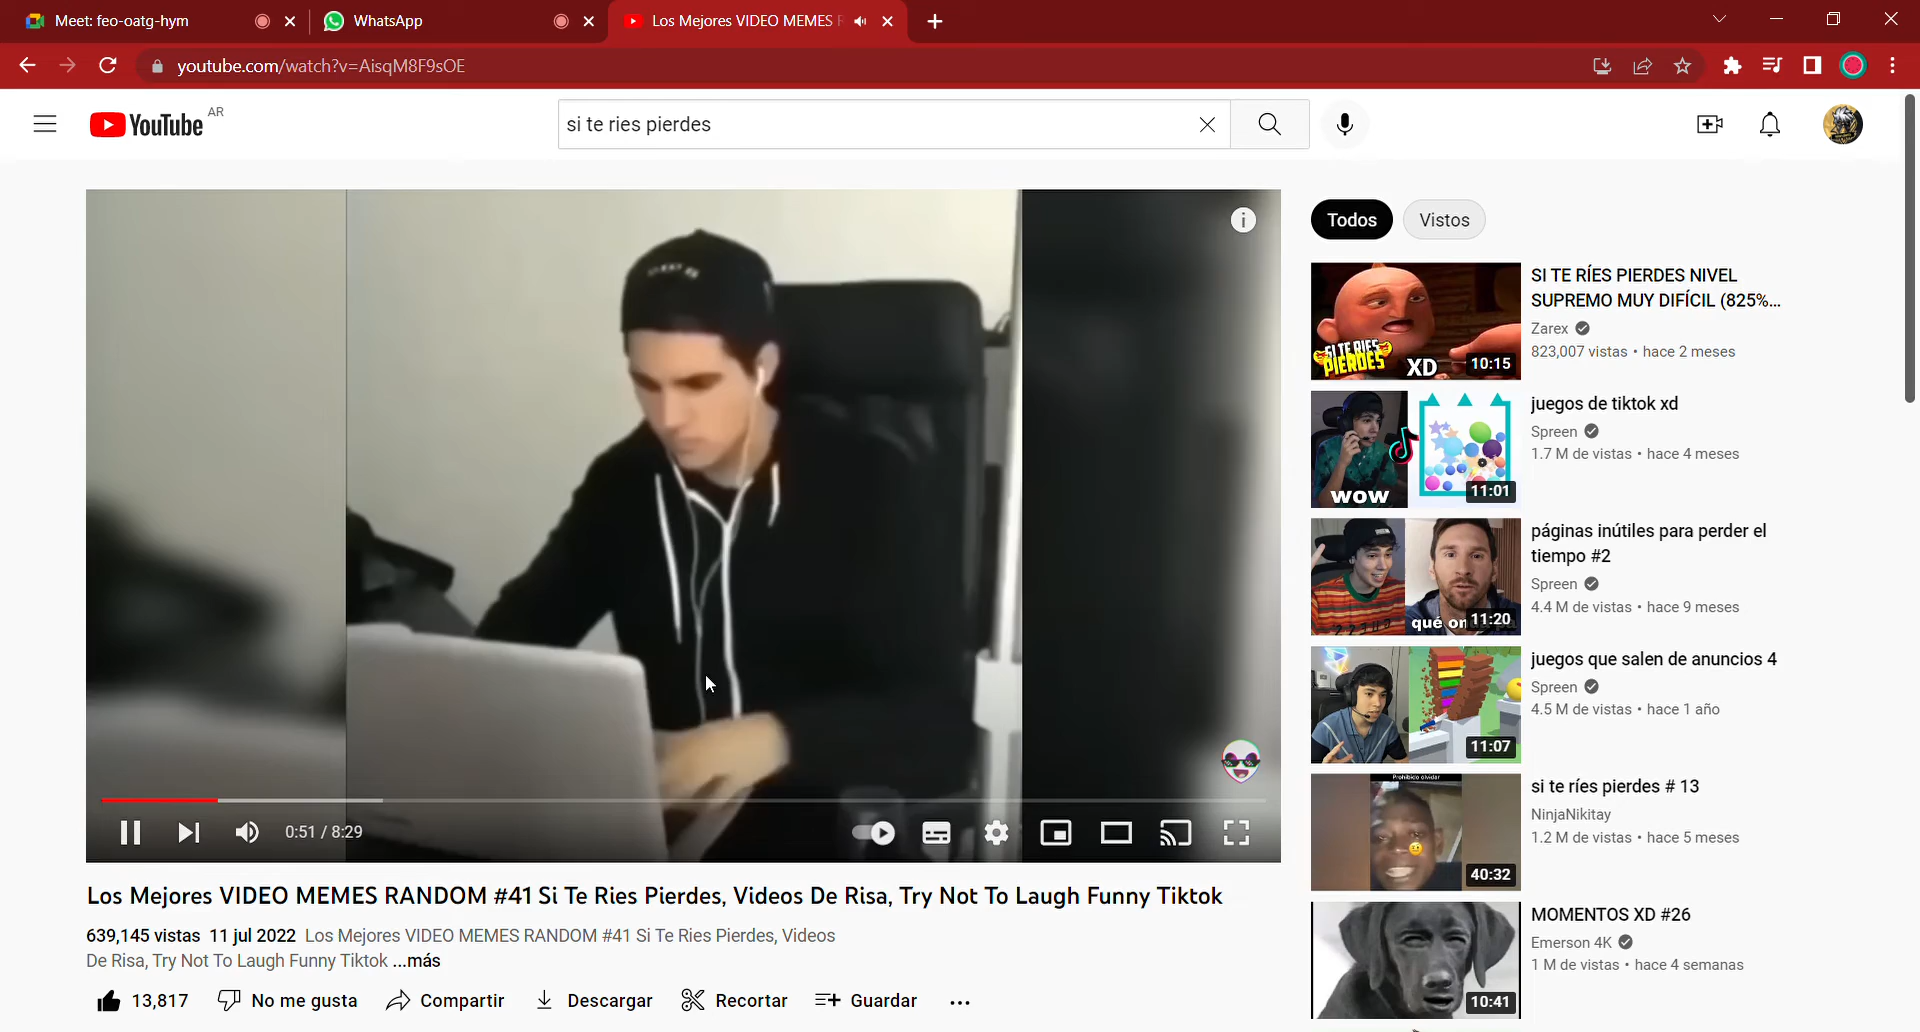 Meet: feo-oatg-hym
WhatsApp
Los Mejores VIDEO MEMES R
youtube.com/watch?v=AisqM8F9sOE
YouTube AR
si te ries pierdes
Todos
Vistos
SI TE RIES
PIERDES
XD
10:15
SI TE RÍES PIERDES NIVEL
SUPREMO MUY DIFÍCIL (825%...
Zarex
823,007 vistas • hace 2 meses
wow
11:01
juegos de tiktok xd
Spreen
1.7 M de vistas • hace 4 meses
qué on
11:20
páginas inútiles para perder el
tiempo #2
Spreen
4.4 M de vistas • hace 9 meses
11:07
juegos que salen de anuncios 4
Spreen
4.5 M de vistas • hace 1 año
Prohibido olvidar
40:32
si te ríes pierdes # 13
NinjaNikitay
1.2 M de vistas • hace 5 meses
10:41
MOMENTOS XD #26
Emerson 4K
1 M de vistas • hace 4 semanas
0:51 / 8:29
Los Mejores VIDEO MEMES RANDOM #41 Si Te Ries Pierdes, Videos De Risa, Try Not To Laugh Funny Tiktok
639,145 vistas 11 jul 2022 Los Mejores VIDEO MEMES RANDOM #41 Si Te Ries Pierdes, Videos
De Risa, Try Not To Laugh Funny Tiktok ...más
13,817
No me gusta
Compartir
Descargar
Recortar
Guardar